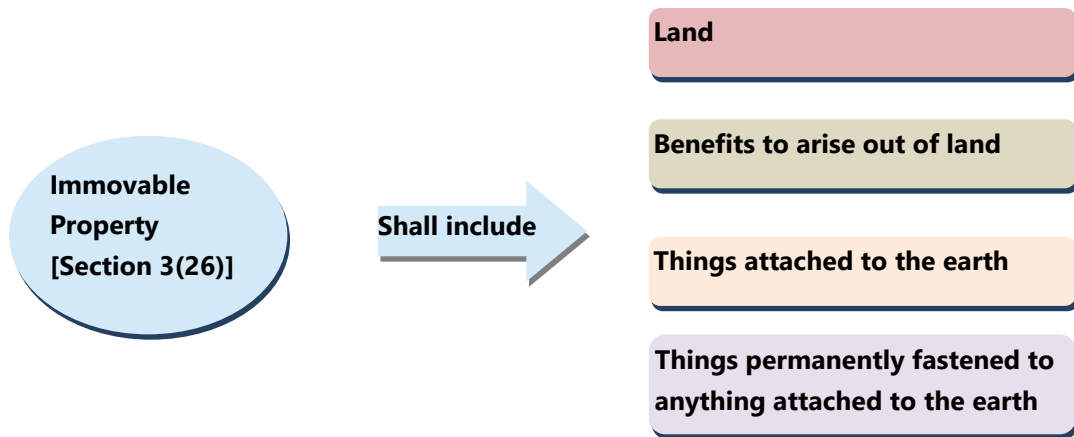 Immovable
Property
[Section 3(26)]
Shall include
Land
Benefits to arise out of land
Things attached to the earth
Things permanently fastened to
anything attached to the earth